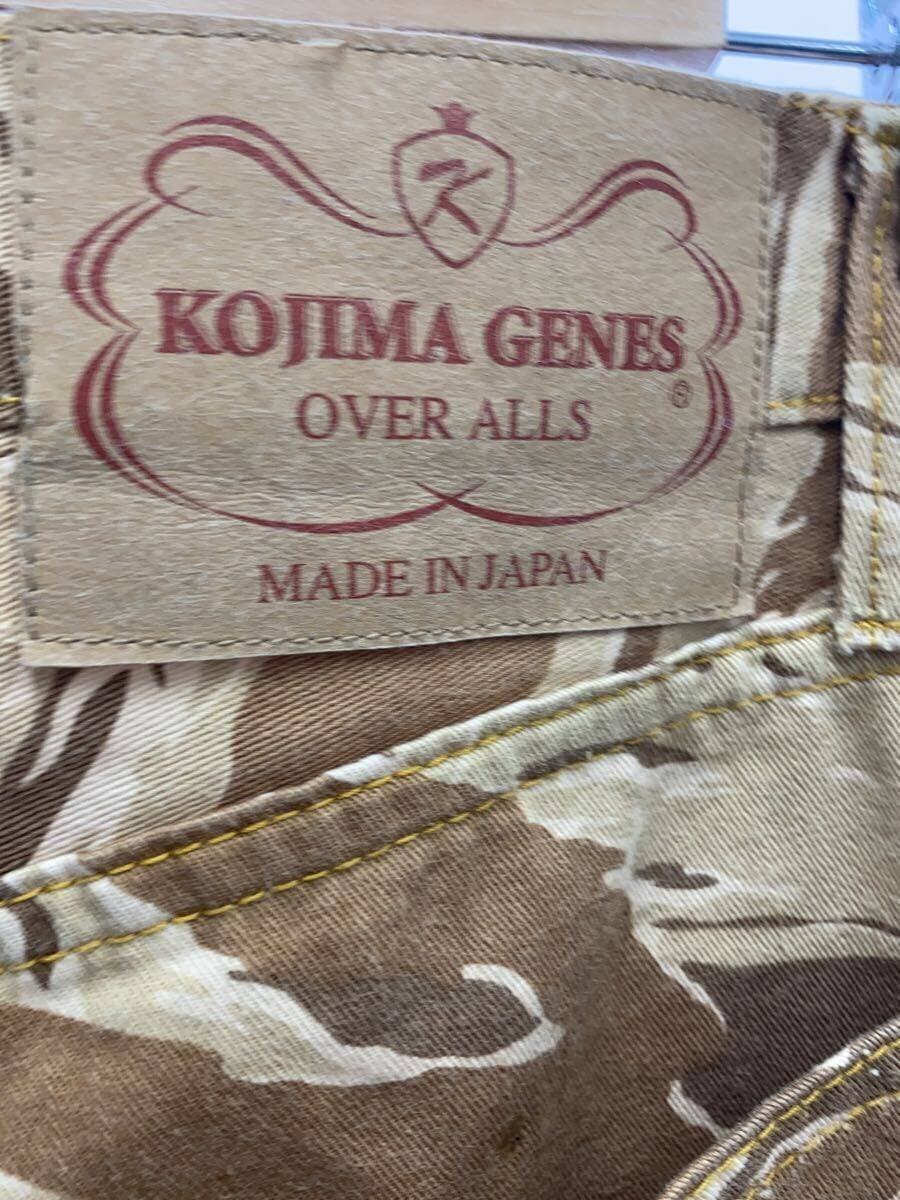 K
KOJIMA GENES
®
OVER ALLS
MADE IN JAPAN